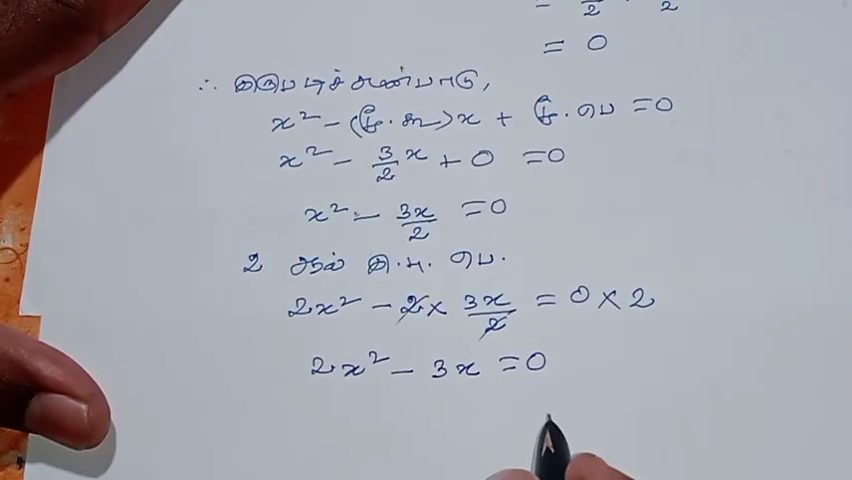 = 0
∴ இருபடிச் சமன்பாடு,
x² - (மூ.கூ)x + மூ.பெ = 0
x² - 3/2 x + 0 = 0
x² - 3x/2 = 0
2 ஆல் இ.பு. பெ.
2x² - 2 × 3x/2 = 0 × 2
2x² - 3x = 0